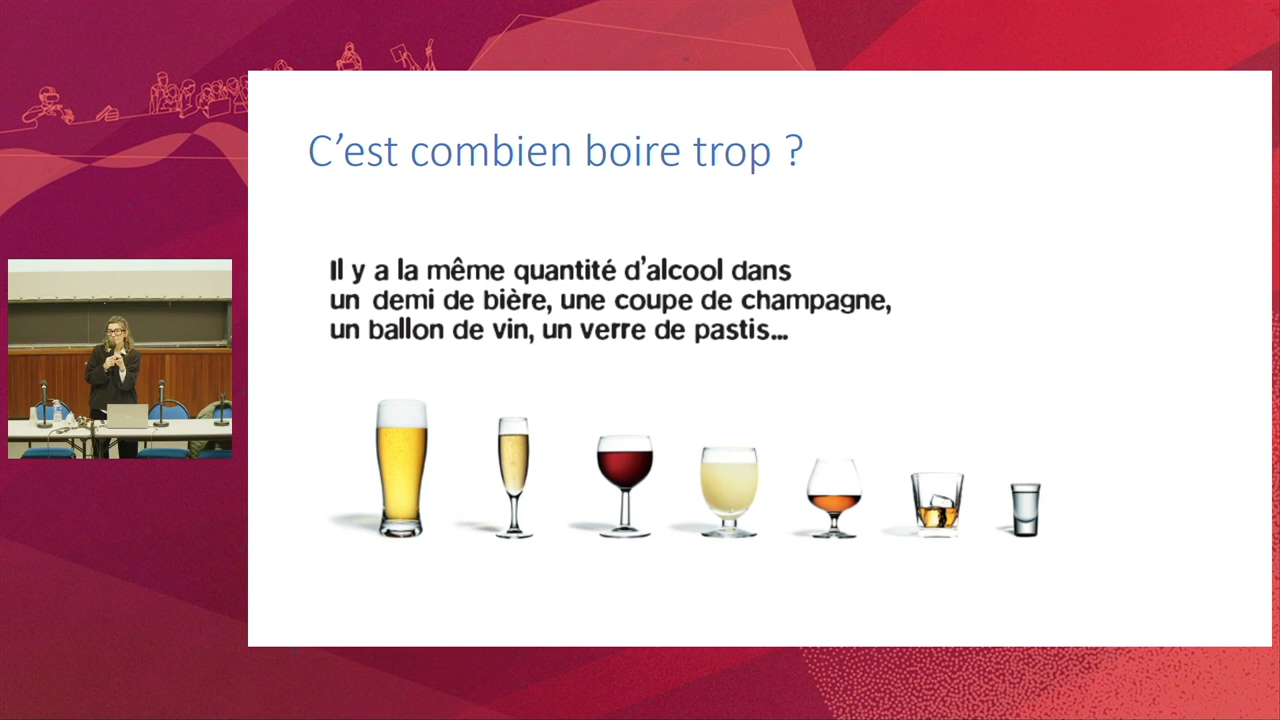 C’est combien boire trop ?
Il y a la même quantité d’alcool dans
un demi de bière, une coupe de champagne,
un ballon de vin, un verre de pastis...